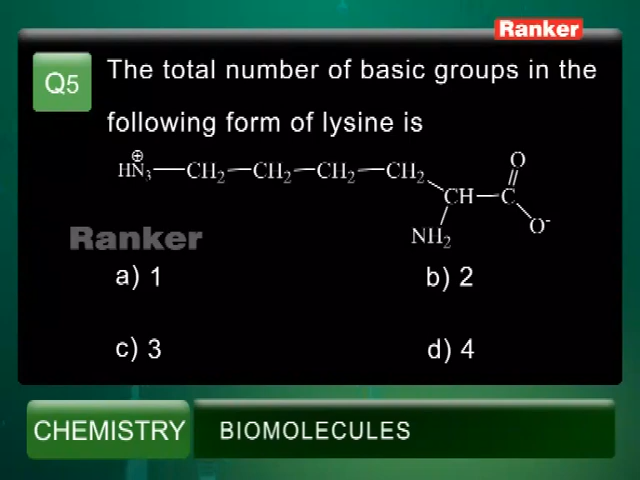 Ranker
Q5
The total number of basic groups in the
following form of lysine is
HN₃⊕—CH₂—CH₂—CH₂—CH₂
CH—C
O
O⁻
NH₂
Ranker
a) 1
b) 2
c) 3
d) 4
CHEMISTRY
BIOMOLECULES